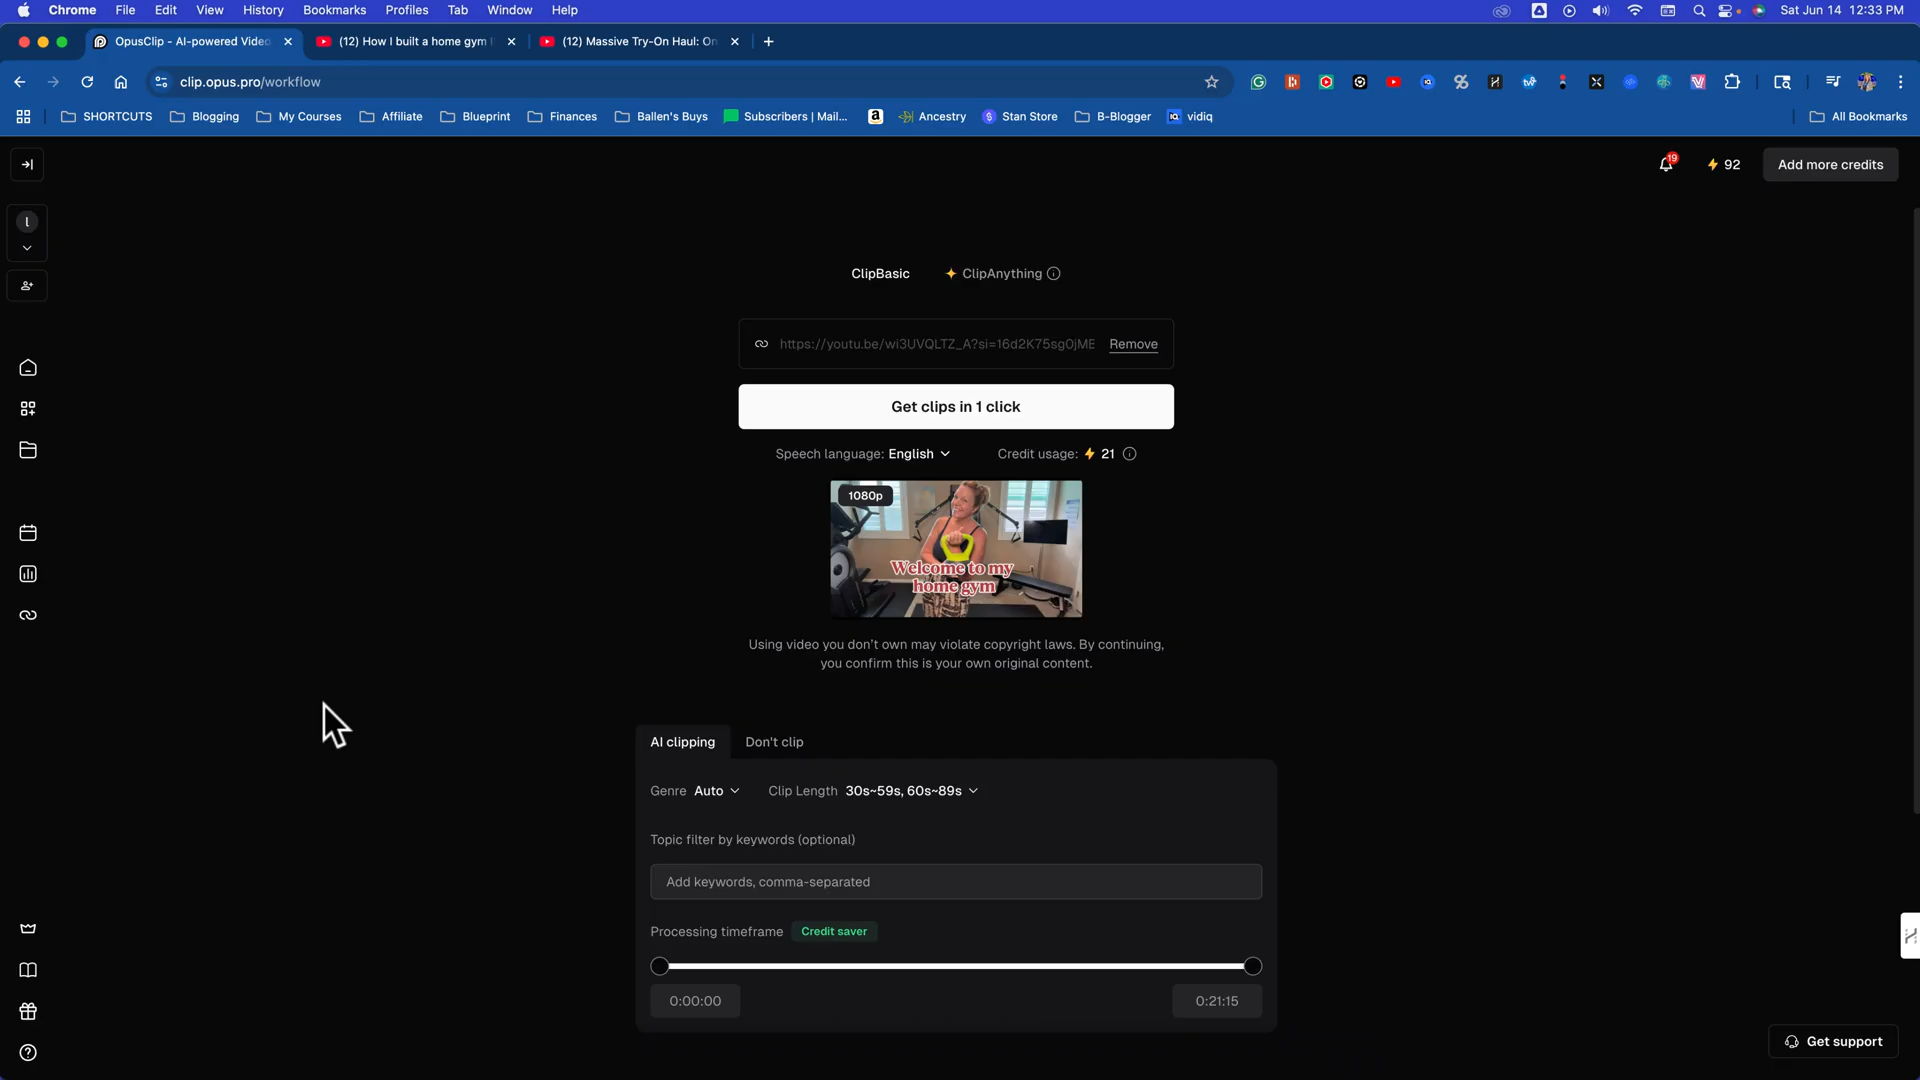 Chrome File Edit View History Bookmarks Profiles Tab Window Help Sat Jun 14 12:33 PM
OpusClip - AI-powered Video (12) How I built a home gym (12) Massive Try-On Haul: On
clip.opus.pro/workflow
SHORTCUTS Blogging My Courses Affiliate Blueprint Finances Ballen's Buys Subscribers | Mail... Ancestry Stan Store B-Blogger vidiq All Bookmarks
19 92 Add more credits
l
ClipBasic ClipAnything
https://youtu.be/wi3UVQLTZ_A?si=16d2K75sg0jME Remove
Get clips in 1 click
Speech language: English Credit usage: 21
1080p
Welcome to my
home gym
Using video you don't own may violate copyright laws. By continuing,
you confirm this is your own original content.
AI clipping Don't clip
Genre Auto Clip Length 30s~59s, 60s~89s
Topic filter by keywords (optional)
Add keywords, comma-separated
Processing timeframe Credit saver
0:00:00 0:21:15
Get support